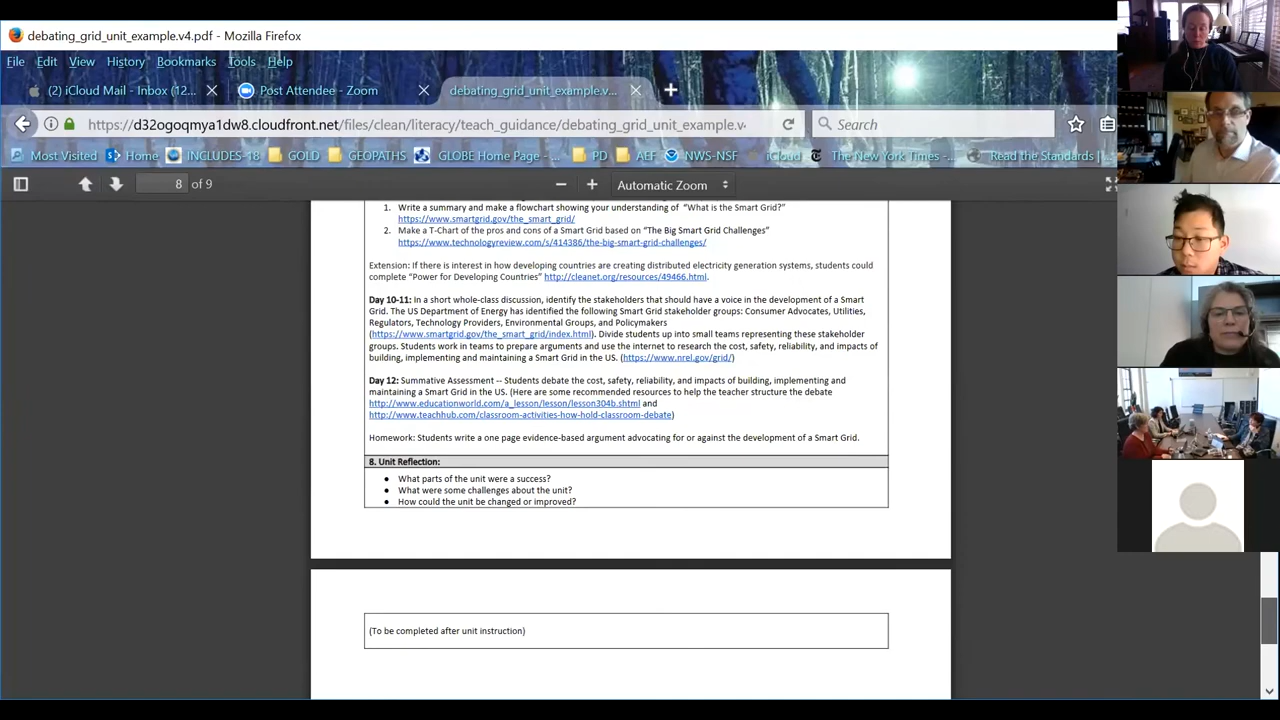 debating_grid_unit_example.v4.pdf - Mozilla Firefox
File Edit View History Bookmarks Tools Help
(2) iCloud Mail - Inbox (12... Post Attendee - Zoom debating_grid_unit_example.v...
https://d32ogoqmya1dw8.cloudfront.net/files/clean/literacy/teach_guidance/debating_grid_unit_example.v4 Search
Most Visited Home INCLUDES-18 GOLD GEOPATHS GLOBE Home Page - ... PD AEF NWS-NSF iCloud The New York Times - ... Read the Standards |...
8 of 9 Automatic Zoom
1. Write a summary and make a flowchart showing your understanding of "What is the Smart Grid?"
https://www.smartgrid.gov/the_smart_grid/
2. Make a T-Chart of the pros and cons of a Smart Grid based on "The Big Smart Grid Challenges"
https://www.technologyreview.com/s/414386/the-big-smart-grid-challenges/
Extension: If there is interest in how developing countries are creating distributed electricity generation systems, students could
complete "Power for Developing Countries" http://cleanet.org/resources/49466.html.
Day 10-11: In a short whole-class discussion, identify the stakeholders that should have a voice in the development of a Smart
Grid. The US Department of Energy has identified the following Smart Grid stakeholder groups: Consumer Advocates, Utilities,
Regulators, Technology Providers, Environmental Groups, and Policymakers
(https://www.smartgrid.gov/the_smart_grid/index.html). Divide students up into small teams representing these stakeholder
groups. Students work in teams to prepare arguments and use the internet to research the cost, safety, reliability, and impacts of
building, implementing and maintaining a Smart Grid in the US. (https://www.nrel.gov/grid/)
Day 12: Summative Assessment -- Students debate the cost, safety, reliability, and impacts of building, implementing and
maintaining a Smart Grid in the US. (Here are some recommended resources to help the teacher structure the debate
http://www.educationworld.com/a_lesson/lesson/lesson304b.shtml and
http://www.teachhub.com/classroom-activities-how-hold-classroom-debate)
Homework: Students write a one page evidence-based argument advocating for or against the development of a Smart Grid.
8. Unit Reflection:
● What parts of the unit were a success?
● What were some challenges about the unit?
● How could the unit be changed or improved?
(To be completed after unit instruction)